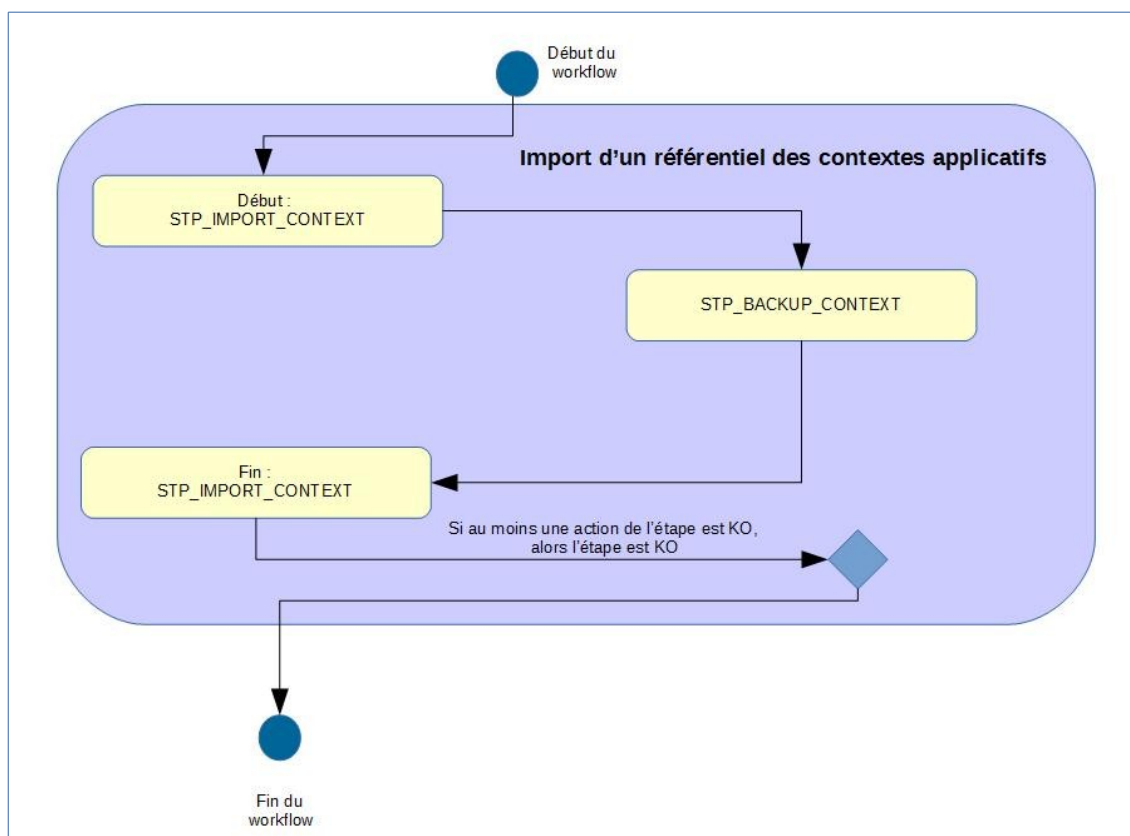 Début du
workflow
Import d’un référentiel des contextes applicatifs
Début :
STP_IMPORT_CONTEXT
STP_BACKUP_CONTEXT
Fin :
STP_IMPORT_CONTEXT
Si au moins une action de l’étape est KO,
alors l’étape est KO
Fin du
workflow